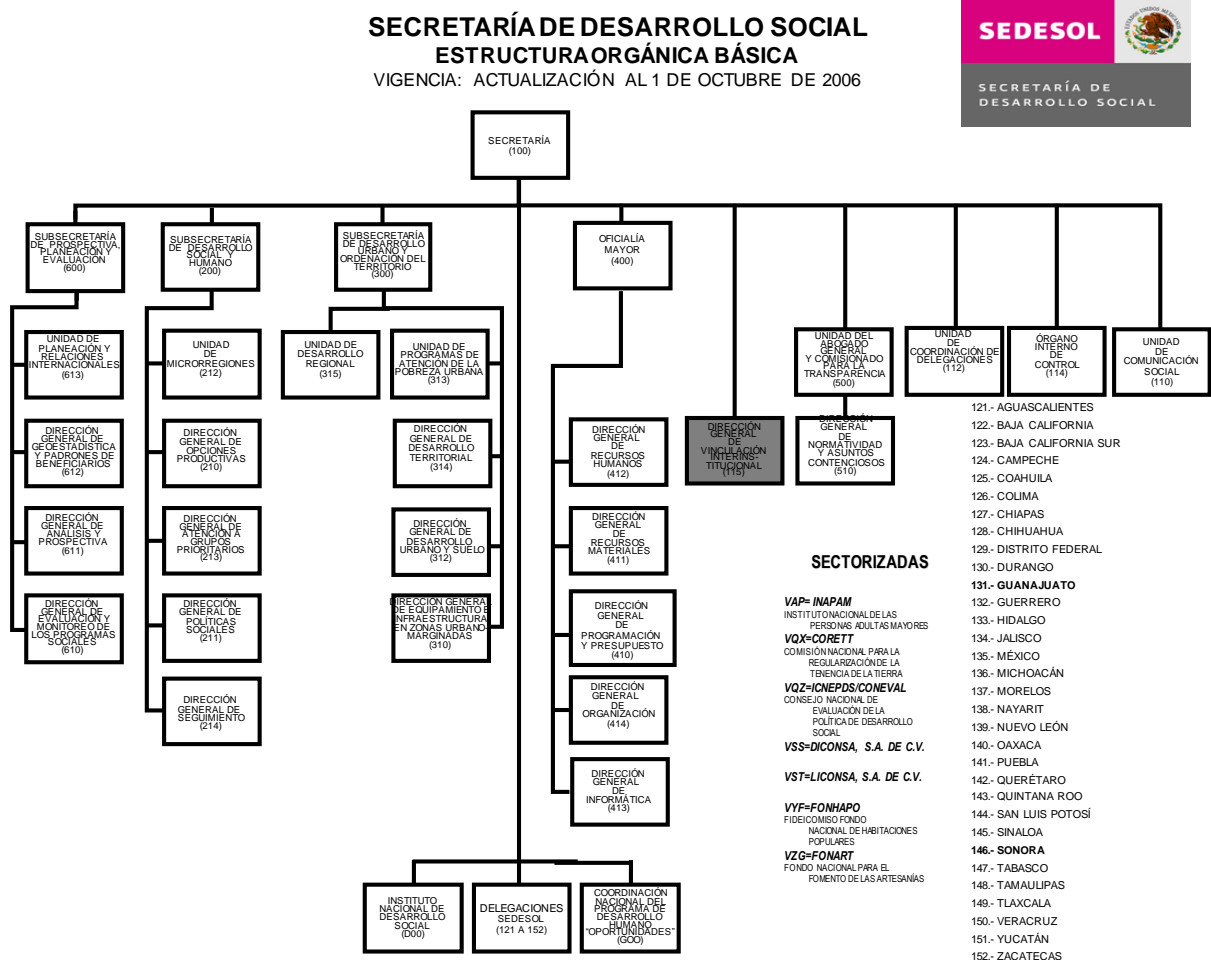 SECRETARÍA DE DESARROLLO SOCIAL
ESTRUCTURA ORGÁNICA BÁSICA
VIGENCIA: ACTUALIZACIÓN AL 1 DE OCTUBRE DE 2006
SEDESOL
SECRETARÍA DE
DESARROLLO SOCIAL
SECRETARÍA
(100)
SUBSECRETARÍA
DE PROSPECTIVA,
PLANEACIÓN Y
EVALUACIÓN
(600)
SUBSECRETARÍA
DE DESARROLLO
SOCIAL Y
HUMANO
(200)
SUBSECRETARÍA
DE DESARROLLO
URBANO Y
ORDENACIÓN DEL
TERRITORIO
(300)
OFICIALÍA
MAYOR
(400)
UNIDAD DE
PLANEACIÓN Y
RELACIONES
INTERNACIONALES
(613)
UNIDAD
DE
MICRORREGIONES
(212)
UNIDAD DE
DESARROLLO
REGIONAL
(315)
UNIDAD DE
PROGRAMAS DE
ATENCIÓN DE LA
POBREZA URBANA
(313)
UNIDAD DEL
ABOGADO
GENERAL
Y COMISIONADO
PARA LA
TRANSPARENCIA
(500)
UNIDAD
DE
COORDINACIÓN DE
DELEGACIONES
(112)
ÓRGANO
INTERNO
DE
CONTROL
(114)
UNIDAD
DE
COMUNICACIÓN
SOCIAL
(110)
DIRECCIÓN
GENERAL DE
GEOESTADÍSTICA
Y PADRONES DE
BENEFICIARIOS
(612)
DIRECCIÓN
GENERAL DE
OPCIONES
PRODUCTIVAS
(210)
DIRECCIÓN
GENERAL DE
DESARROLLO
TERRITORIAL
(314)
DIRECCIÓN
GENERAL
DE
RECURSOS
HUMANOS
(412)
DIRECCIÓN
GENERAL
DE
VINCULACIÓN
INTERINS-
TITUCIONAL
(115)
DIRECCIÓN
GENERAL
DE
NORMATIVIDAD
Y ASUNTOS
CONTENCIOSOS
(510)
DIRECCIÓN
GENERAL DE
ANÁLISIS Y
PROSPECTIVA
(611)
DIRECCIÓN
GENERAL DE
ATENCIÓN A
GRUPOS
PRIORITARIOS
(213)
DIRECCIÓN
GENERAL DE
DESARROLLO
URBANO Y SUELO
(312)
DIRECCIÓN
GENERAL
DE
RECURSOS
MATERIALES
(411)
DIRECCIÓN
GENERAL DE
EVALUACIÓN Y
MONITOREO DE
LOS PROGRAMAS
SOCIALES
(610)
DIRECCIÓN
GENERAL DE
POLÍTICAS
SOCIALES
(211)
DIRECCIÓN GENERAL
DE EQUIPAMIENTO E
INFRAESTRUCTURA
EN ZONAS URBANO-
MARGINADAS
(310)
DIRECCIÓN
GENERAL
DE
PROGRAMACIÓN
Y PRESUPUESTO
(410)
DIRECCIÓN
GENERAL DE
SEGUIMIENTO
(214)
DIRECCIÓN
GENERAL
DE
ORGANIZACIÓN
(414)
DIRECCIÓN
GENERAL
DE
INFORMÁTICA
(413)
INSTITUTO
NACIONAL DE
DESARROLLO
SOCIAL
(D00)
DELEGACIONES
SEDESOL
(121 A 152)
COORDINACIÓN
NACIONAL DEL
PROGRAMA DE
DESARROLLO
HUMANO
"OPORTUNIDADES"
(GOO)
SECTORIZADAS
VAP= INAPAM
INSTITUTO NACIONAL DE LAS
PERSONAS ADULTAS MAYORES
VQX=CORETT
COMISIÓN NACIONAL PARA LA
REGULARIZACIÓN DE LA
TENENCIA DE LA TIERRA
VQZ=ICNEPDS/CONEVAL
CONSEJO NACIONAL DE
EVALUACIÓN DE LA
POLÍTICA DE DESARROLLO
SOCIAL
VSS=DICONSA, S.A. DE C.V.
VST=LICONSA, S.A. DE C.V.
VYF=FONHAPO
FIDEICOMISO FONDO
NACIONAL DE HABITACIONES
POPULARES
VZG=FONART
FONDO NACIONAL PARA EL
FOMENTO DE LAS ARTESANÍAS
121.- AGUASCALIENTES
122.- BAJA CALIFORNIA
123.- BAJA CALIFORNIA SUR
124.- CAMPECHE
125.- COAHUILA
126.- COLIMA
127.- CHIAPAS
128.- CHIHUAHUA
129.- DISTRITO FEDERAL
130.- DURANGO
131.- GUANAJUATO
132.- GUERRERO
133.- HIDALGO
134.- JALISCO
135.- MÉXICO
136.- MICHOACÁN
137.- MORELOS
138.- NAYARIT
139.- NUEVO LEÓN
140.- OAXACA
141.- PUEBLA
142.- QUERÉTARO
143.- QUINTANA ROO
144.- SAN LUIS POTOSÍ
145.- SINALOA
146.- SONORA
147.- TABASCO
148.- TAMAULIPAS
149.- TLAXCALA
150.- VERACRUZ
151.- YUCATÁN
152.- ZACATECAS